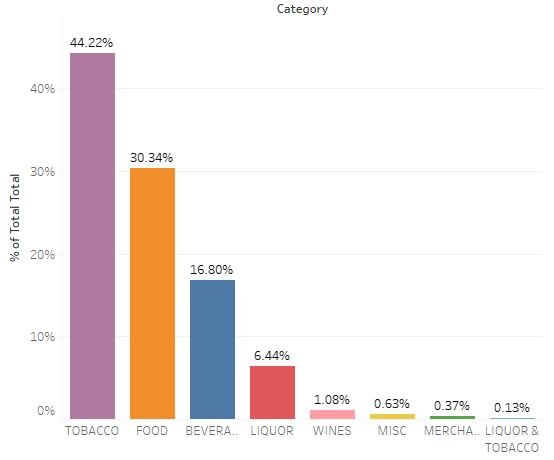 Category
% of Total Total
40%
30%
20%
10%
0%
44.22%
30.34%
16.80%
6.44%
1.08%
0.63%
0.37%
0.13%
TOBACCO
FOOD
BEVERA..
LIQUOR
WINES
MISC
MERCHA..
LIQUOR &
TOBACCO